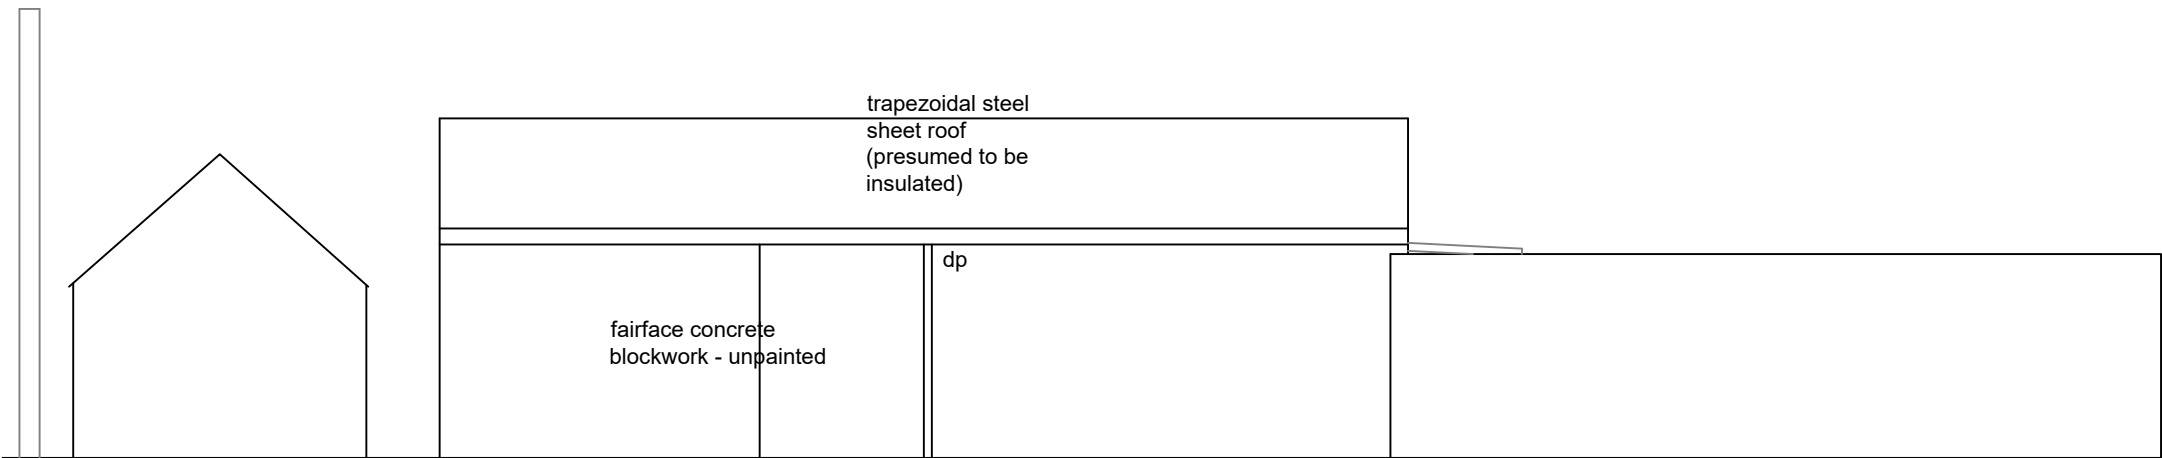 trapezoidal steel
sheet roof
(presumed to be
insulated)
dp
fairface concrete
blockwork - unpainted